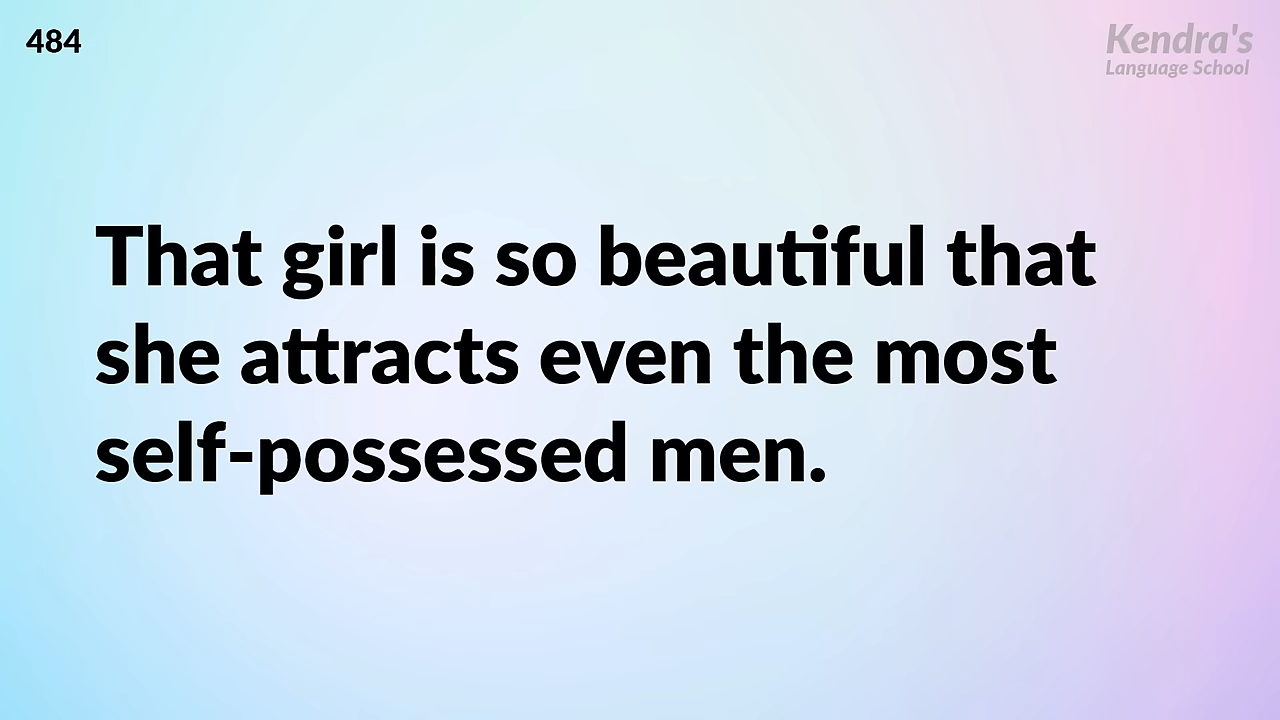 484
Kendra's
Language School
That girl is so beautiful that
she attracts even the most
self-possessed men.